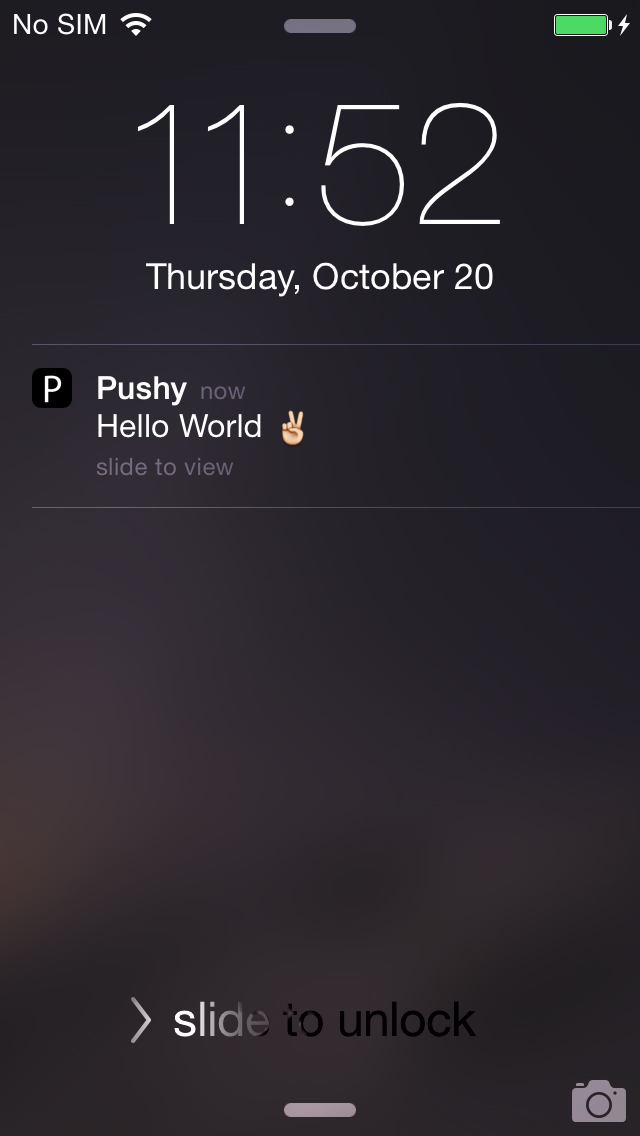 No SIM
11:52
Thursday, October 20
P
Pushy now
Hello World ✌🏻
slide to view
slide to unlock